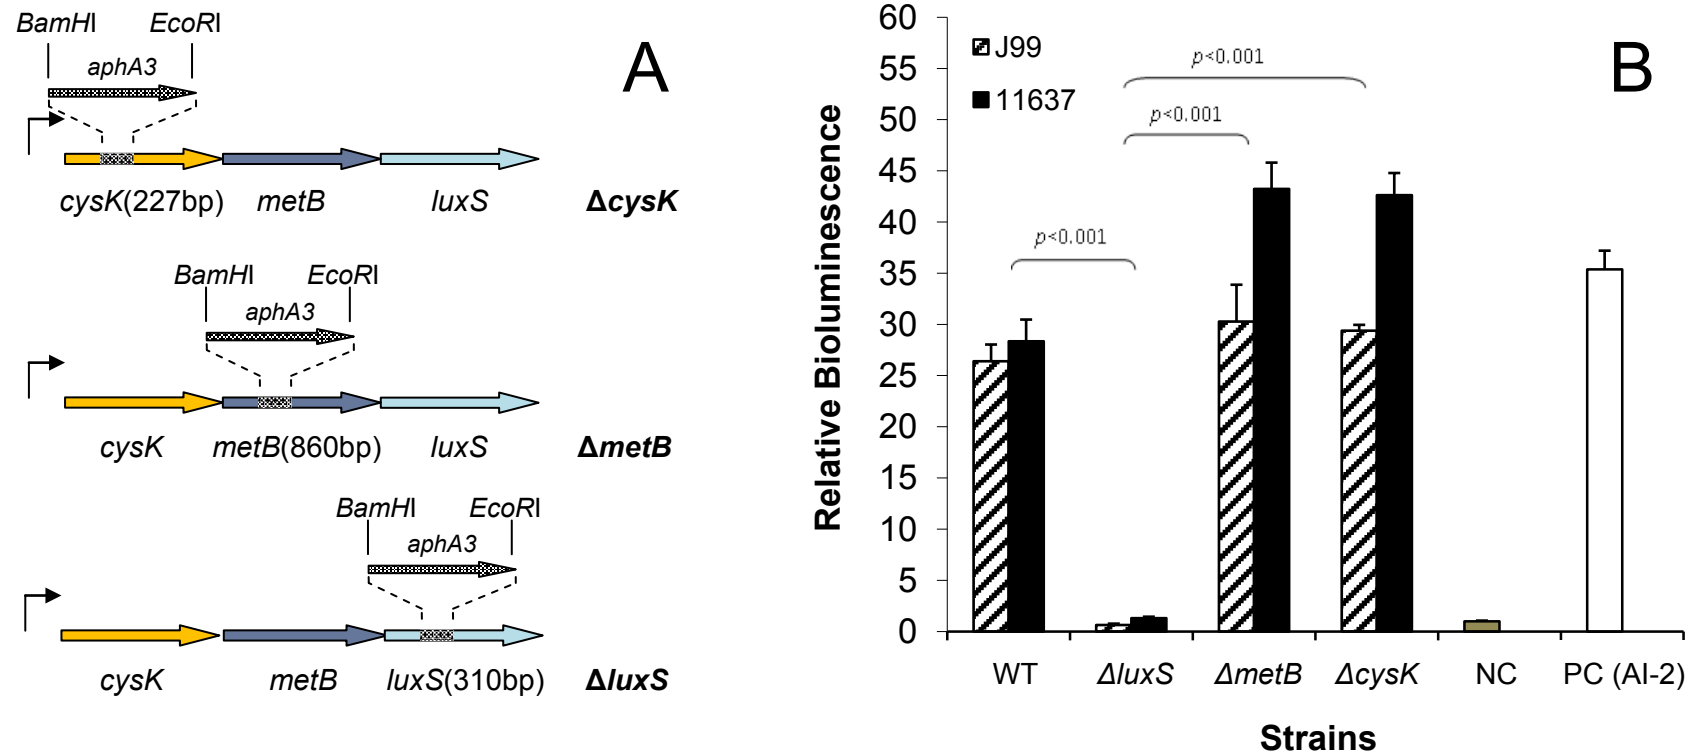 BamHI EcoRI
aphA3
cysK(227bp) metB luxS ΔcysK
BamHI EcoRI
aphA3
cysK metB(860bp) luxS ΔmetB
BamHI EcoRI
aphA3
cysK metB luxS(310bp) ΔluxS
A
B
J99
11637
p<0.001
p<0.001
p<0.001
Relative Bioluminescence
60
55
50
45
40
35
30
25
20
15
10
5
0
WT ΔluxS ΔmetB ΔcysK NC PC (AI-2)
Strains